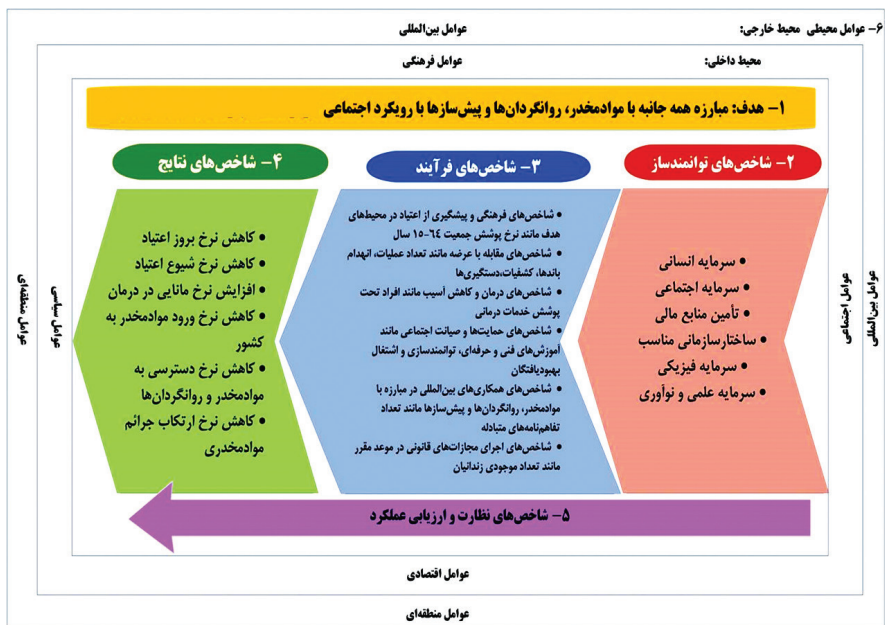 ۶- عوامل محیطی محیط خارجی:
عوامل بین‌المللی
محیط داخلی:
عوامل فرهنگی
۱- هدف: مبارزه همه جانبه با موادمخدر، روانگردان‌ها و پیش‌سازها با رویکرد اجتماعی
۲- شاخص‌های توانمندساز
• سرمایه انسانی
• سرمایه اجتماعی
• تأمین منابع مالی
• ساختارسازمانی مناسب
• سرمایه فیزیکی
• سرمایه علمی و نوآوری
۳- شاخص‌های فرآیند
• شاخص‌های فرهنگی و پیشگیری از اعتیاد در محیط‌های
هدف مانند نرخ پوشش جمعیت ٦٤-١٥ سال
• شاخص‌های مقابله با عرضه مانند تعداد عملیات، انهدام
باندها، کشفیات،دستگیری‌ها
• شاخص‌های درمان و کاهش آسیب مانند افراد تحت
پوشش خدمات درمانی
• شاخص‌های حمایت‌ها و صیانت اجتماعی مانند
آموزش‌های فنی و حرفه‌ای، توانمندسازی و اشتغال
بهبودیافتگان
• شاخص‌های همکاری‌های بین‌المللی در مبارزه با
موادمخدر، روانگردان‌ها و پیش‌سازها مانند تعداد
تفاهم‌نامه‌های متبادله
• شاخص‌های اجرای مجازات‌های قانونی در موعد مقرر
مانند تعداد موجودی زندانیان
۴- شاخص‌های نتایج
• کاهش نرخ بروز اعتیاد
• کاهش نرخ شیوع اعتیاد
• افزایش نرخ مانایی در درمان
• کاهش نرخ ورود موادمخدر به
کشور
• کاهش نرخ دسترسی به
موادمخدر و روانگردان‌ها
• کاهش نرخ ارتکاب جرائم
موادمخدری
۵- شاخص‌های نظارت و ارزیابی عملکرد
عوامل اجتماعی
عوامل بین‌المللی
عوامل سیاسی
عوامل منطقه‌ای
عوامل اقتصادی
عوامل منطقه‌ای